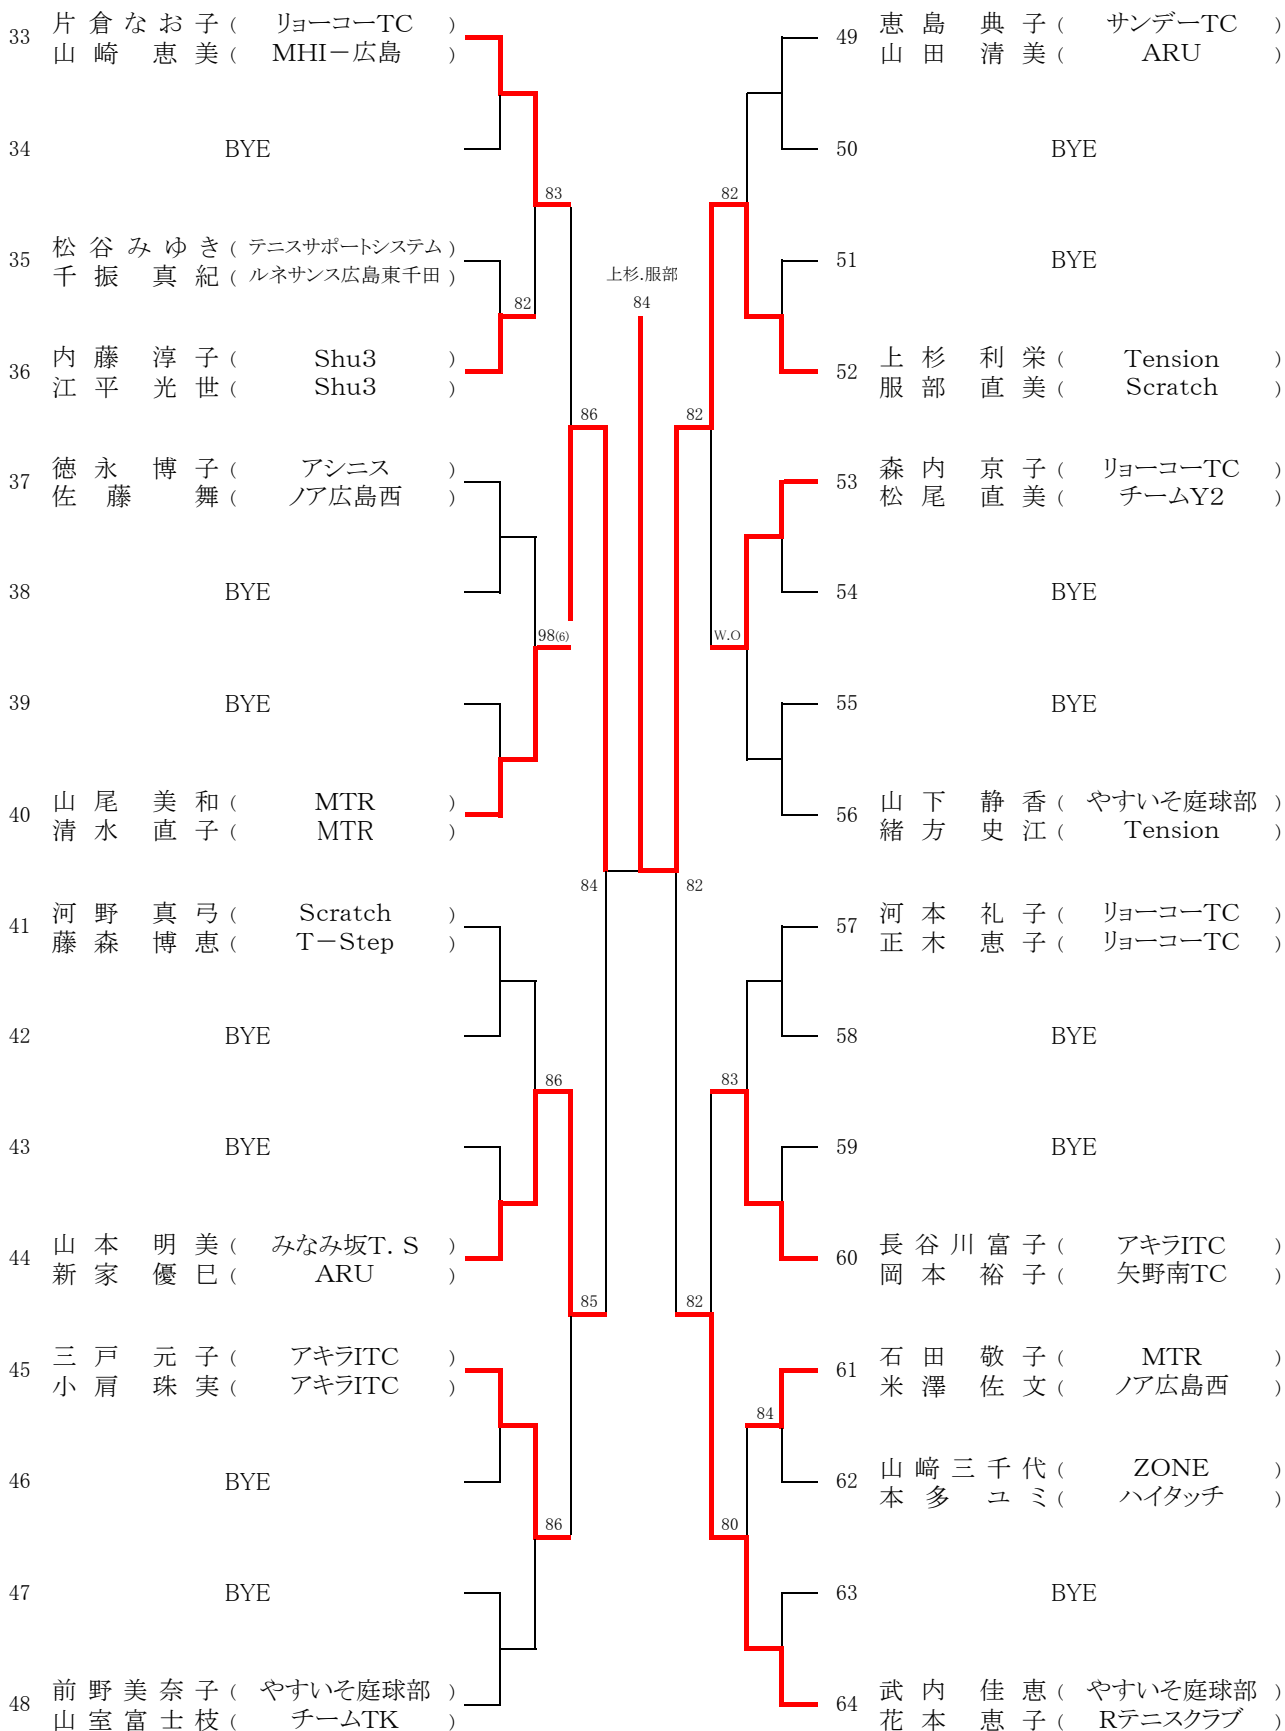 33 片倉なお子 ( リョーコーTC )
山崎 恵美 ( MHI－広島 )
34 BYE
83
35 松谷みゆき ( テニスサポートシステム )
千振 真紀 ( ルネサンス広島東千田 )
82
36 内藤 淳子 ( Shu3 )
江平 光世 ( Shu3 )
86
37 徳永 博子 ( アシニス )
佐藤 舞 ( ノア広島西 )
38 BYE
98(6)
39 BYE
40 山尾 美和 ( MTR )
清水 直子 ( MTR )
84
41 河野 真弓 ( Scratch )
藤森 博恵 ( T－Step )
42 BYE
86
43 BYE
44 山本 明美 ( みなみ坂T．S )
新家 優巳 ( ARU )
85
45 三戸 元子 ( アキラITC )
小肩 珠実 ( アキラITC )
46 BYE
86
47 BYE
48 前野美奈子 ( やすいそ庭球部 )
山室富士枝 ( チームTK )
上杉.服部
84
49 恵島 典子 ( サンデーTC )
山田 清美 ( ARU )
50 BYE
82
51 BYE
52 上杉 利栄 ( Tension )
服部 直美 ( Scratch )
82
53 森内 京子 ( リョーコーTC )
松尾 直美 ( チームY2 )
54 BYE
W.O
55 BYE
56 山下 静香 ( やすいそ庭球部 )
緒方 史江 ( Tension )
82
57 河本 礼子 ( リョーコーTC )
正木 恵子 ( リョーコーTC )
58 BYE
83
59 BYE
60 長谷川富子 ( アキラITC )
岡本 裕子 ( 矢野南TC )
82
61 石田 敬子 ( MTR )
米澤 佐文 ( ノア広島西 )
84
62 山﨑三千代 ( ZONE )
本多 ユミ ( ハイタッチ )
80
63 BYE
64 武内 佳恵 ( やすいそ庭球部 )
花本 恵子 ( Rテニスクラブ )